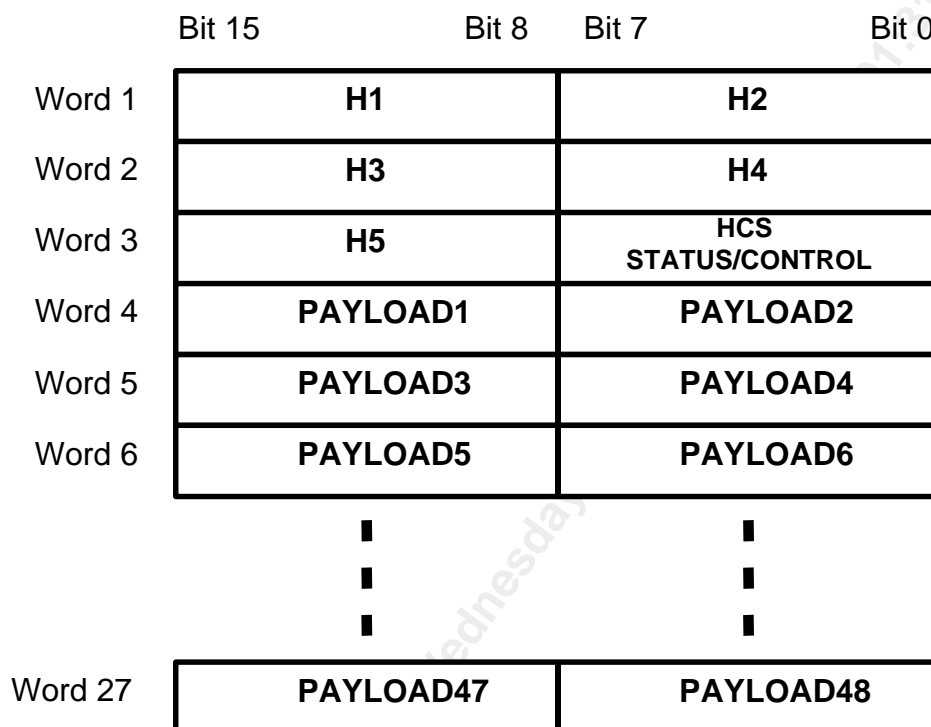 Bit 15 Bit 8 Bit 7 Bit 0
Word 1 H1 H2
Word 2 H3 H4
Word 3 H5 HCS
STATUS/CONTROL
Word 4 PAYLOAD1 PAYLOAD2
Word 5 PAYLOAD3 PAYLOAD4
Word 6 PAYLOAD5 PAYLOAD6
Word 27 PAYLOAD47 PAYLOAD48